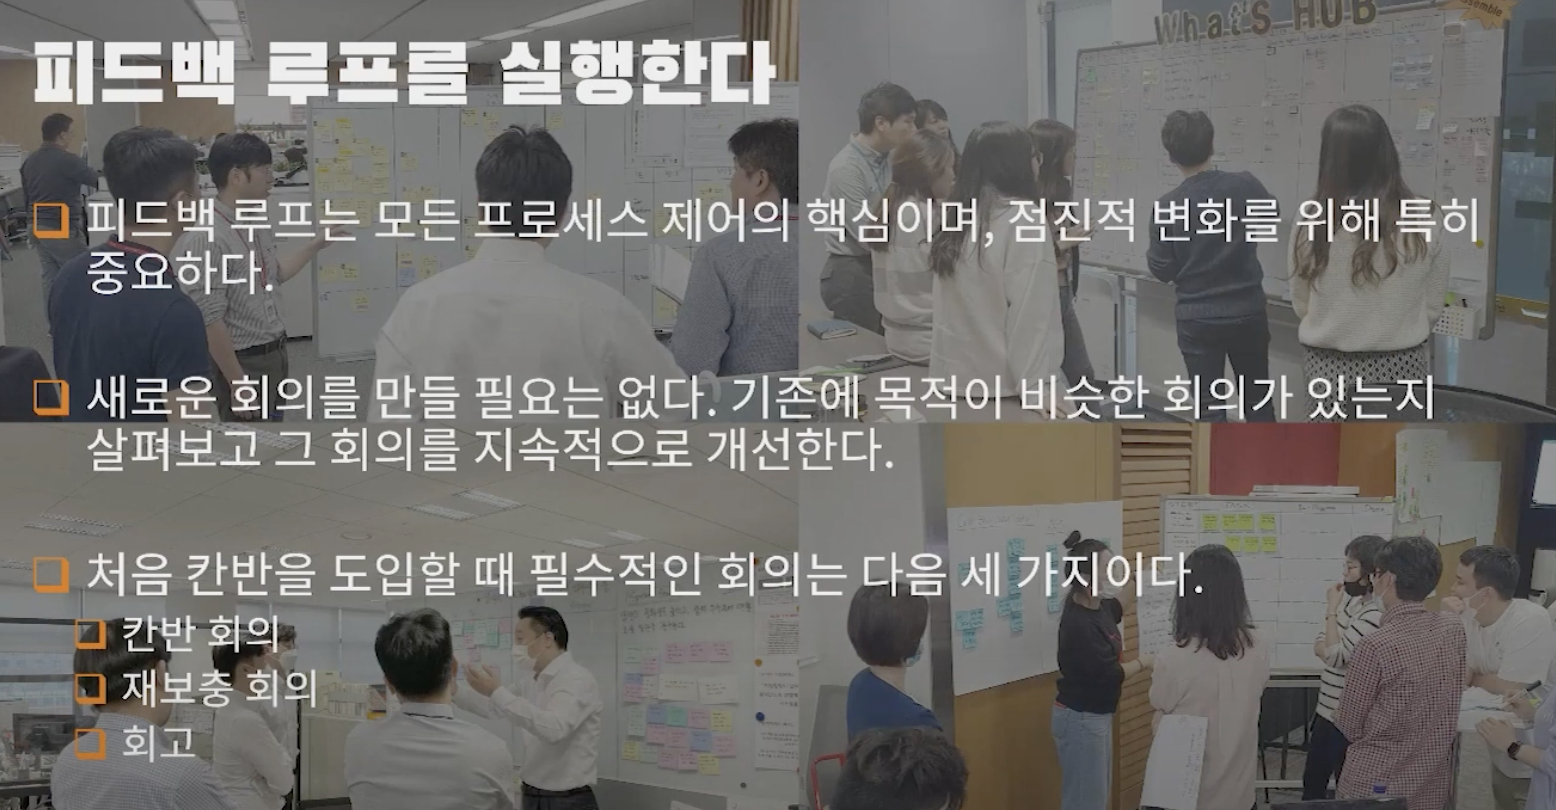 What'S HUB
피드백 루프를 실행한다
피드백 루프는 모든 프로세스 제어의 핵심이며, 점진적 변화를 위해 특히
중요하다.
새로운 회의를 만들 필요는 없다. 기존에 목적이 비슷한 회의가 있는지
살펴보고 그 회의를 지속적으로 개선한다.
처음 칸반을 도입할 때 필수적인 회의는 다음 세 가지이다.
칸반 회의
재보충 회의
회고